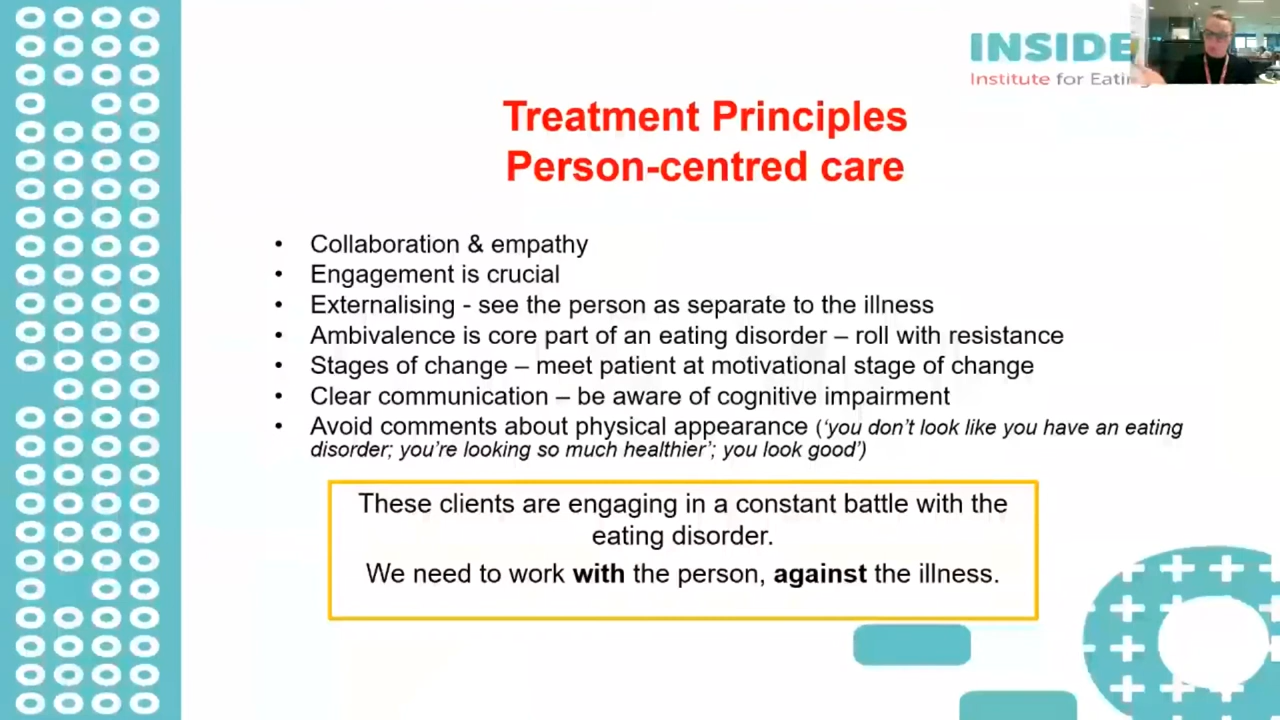 INSIDE
Institute for Eating
Treatment Principles
Person-centred care
• Collaboration & empathy
• Engagement is crucial
• Externalising - see the person as separate to the illness
• Ambivalence is core part of an eating disorder – roll with resistance
• Stages of change – meet patient at motivational stage of change
• Clear communication – be aware of cognitive impairment
• Avoid comments about physical appearance (‘you don’t look like you have an eating
disorder; you’re looking so much healthier’; you look good’)
These clients are engaging in a constant battle with the
eating disorder.
We need to work with the person, against the illness.